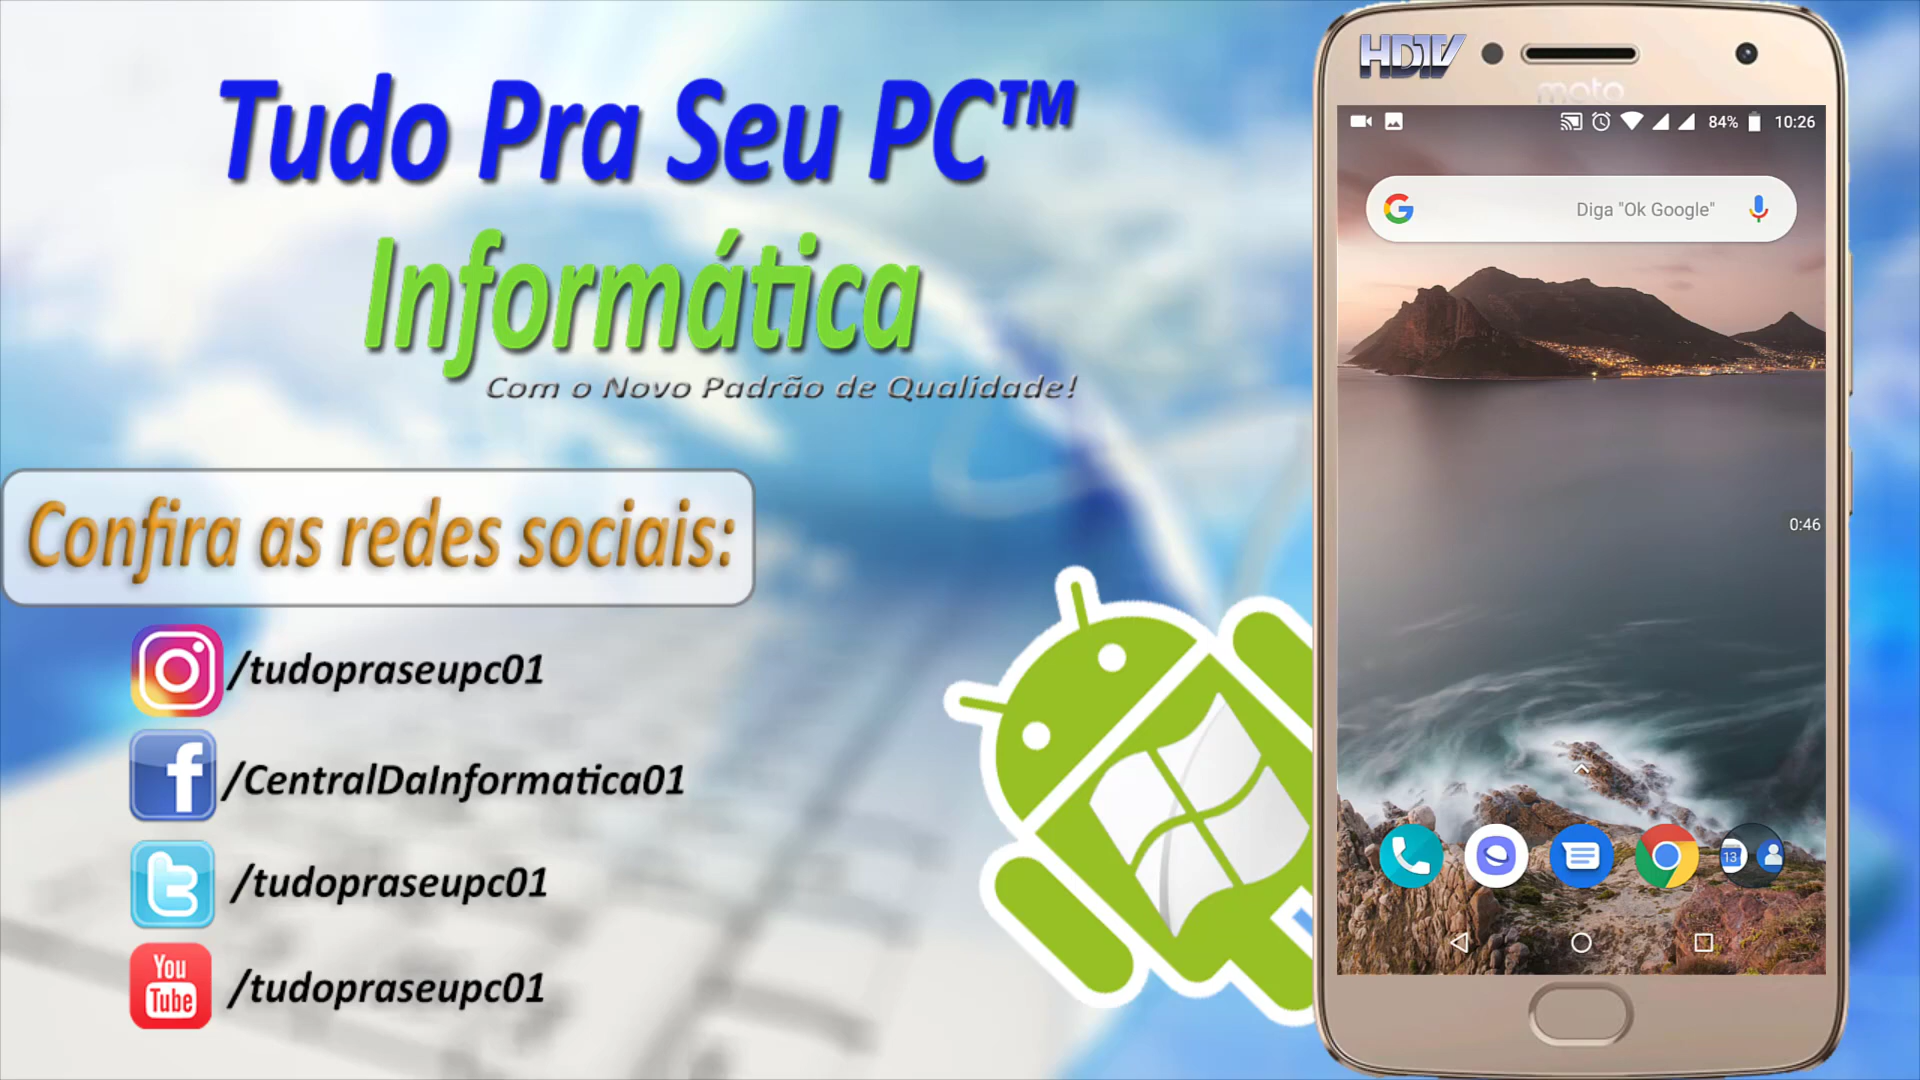 Tudo Pra Seu PC™
Informática
Com o Novo Padrão de Qualidade!
Confira as redes sociais:
/tudopraseupc01
/CentralDaInformatica01
/tudopraseupc01
You
Tube
/tudopraseupc01
HDTV
moto
84% 10:26
Diga "Ok Google"
0:46
13